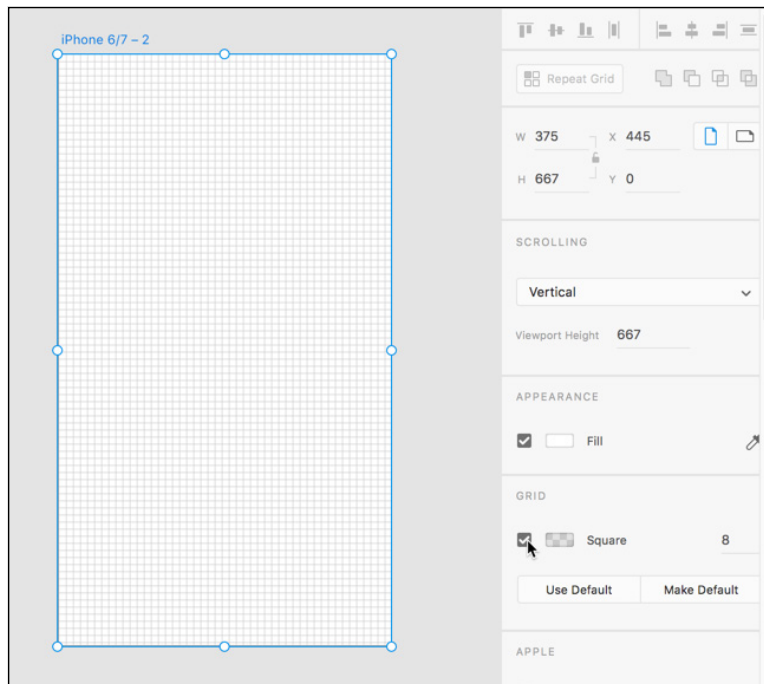 iPhone 6/7 – 2
Repeat Grid
W 375 X 445
H 667 Y 0
SCROLLING
Vertical
Viewport Height 667
APPEARANCE
Fill
GRID
Square 8
Use Default Make Default
APPLE